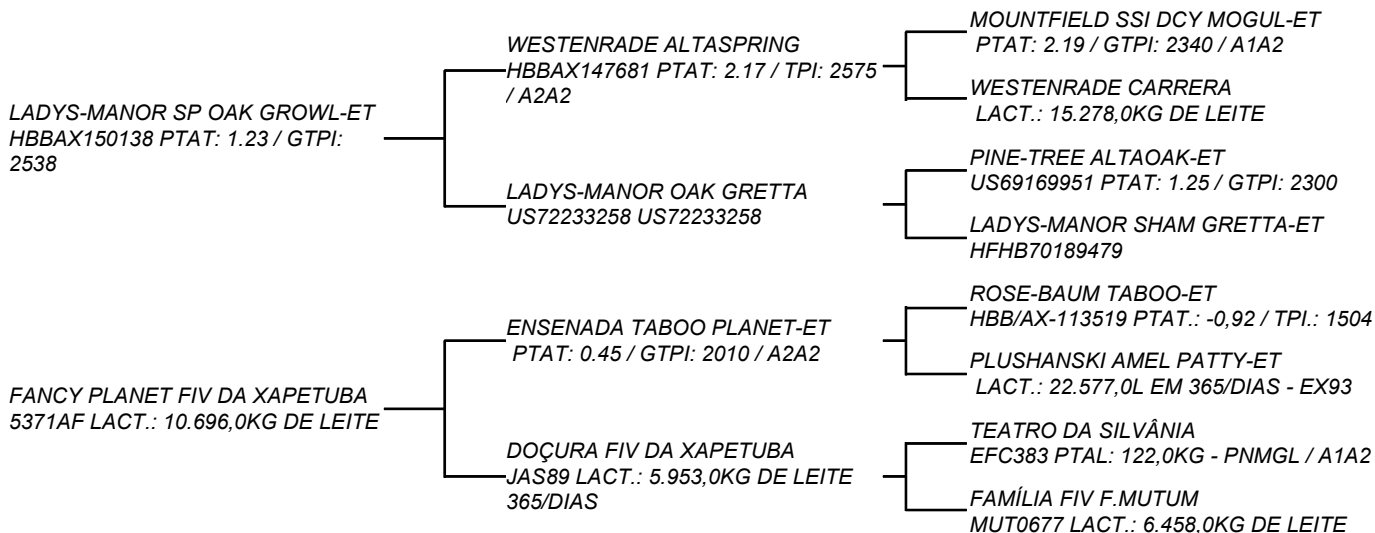 LADYS-MANOR SP OAK GROWL-ET
HBBAX150138 PTAT: 1.23 / GTPI:
2538
FANCY PLANET FIV DA XAPETUBA
5371AF LACT.: 10.696,0KG DE LEITE
WESTENRADE ALTASPRING
HBBAX147681 PTAT: 2.17 / TPI: 2575
/ A2A2
LADYS-MANOR OAK GRETTA
US72233258 US72233258
ENSENADA TABOO PLANET-ET
PTAT: 0.45 / GTPI: 2010 / A2A2
DOÇURA FIV DA XAPETUBA
JAS89 LACT.: 5.953,0KG DE LEITE
365/DIAS
MOUNTFIELD SSI DCY MOGUL-ET
PTAT: 2.19 / GTPI: 2340 / A1A2
WESTENRADE CARRERA
LACT.: 15.278,0KG DE LEITE
PINE-TREE ALTAOAK-ET
US69169951 PTAT: 1.25 / GTPI: 2300
LADYS-MANOR SHAM GRETTA-ET
HFHB70189479
ROSE-BAUM TABOO-ET
HBB/AX-113519 PTAT.: -0,92 / TPI.: 1504
PLUSHANSKI AMEL PATTY-ET
LACT.: 22.577,0L EM 365/DIAS - EX93
TEATRO DA SILVÂNIA
EFC383 PTAL: 122,0KG - PNMGL / A1A2
FAMÍLIA FIV F.MUTUM
MUT0677 LACT.: 6.458,0KG DE LEITE